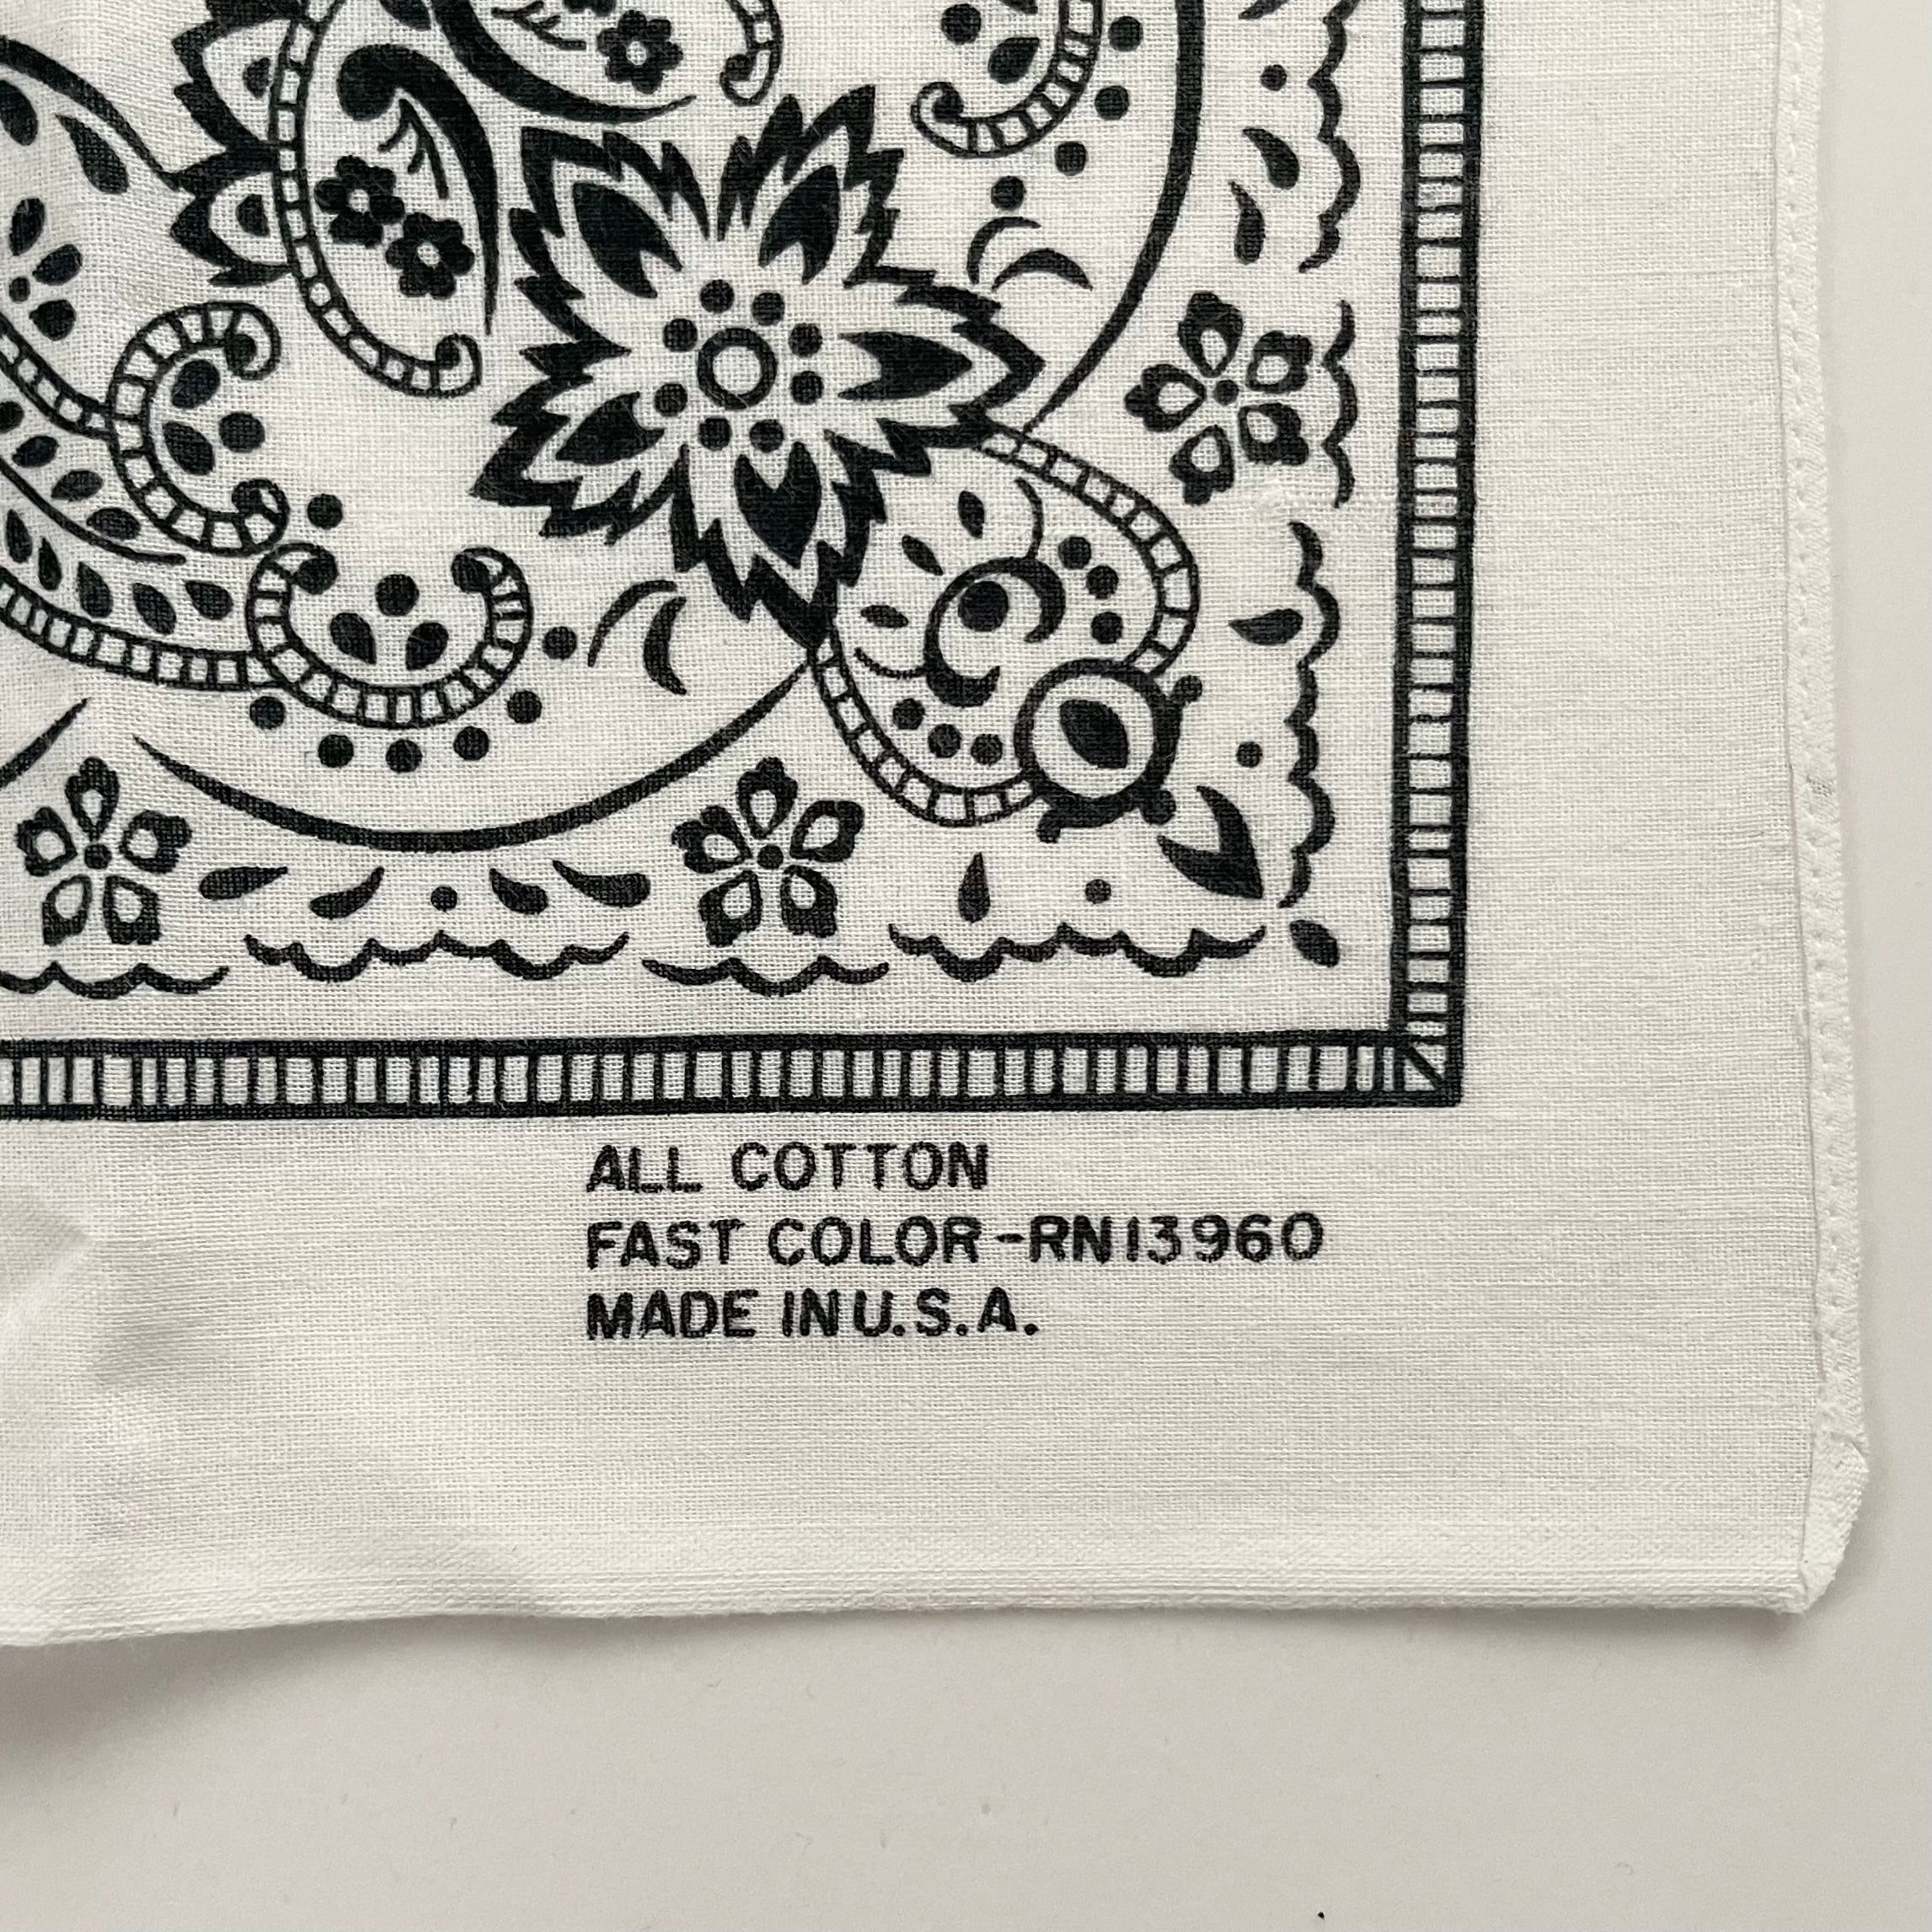 ALL COTTON
FAST COLOR-RN13960
MADE IN U.S.A.